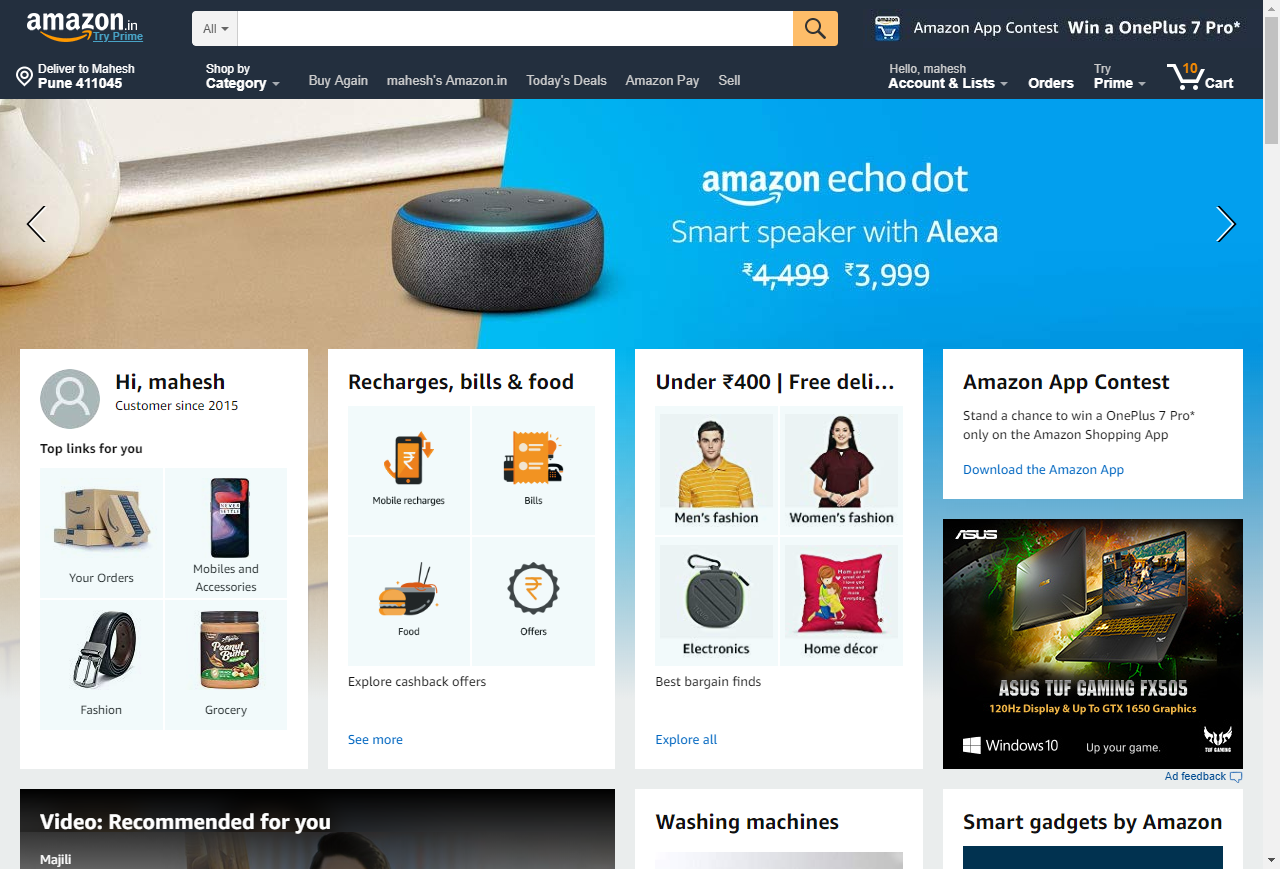 amazon.in
Try Prime
All
Amazon App Contest Win a OnePlus 7 Pro*
Deliver to Mahesh
Pune 411045
Shop by
Category
Buy Again
mahesh's Amazon.in
Today's Deals
Amazon Pay
Sell
Hello, mahesh
Account & Lists
Orders
Try
Prime
10
Cart
amazon echo dot
Smart speaker with Alexa
₹4,499 ₹3,999
Hi, mahesh
Customer since 2015
Top links for you
Your Orders
Mobiles and
Accessories
Fashion
Peanut
Butter
Grocery
Recharges, bills & food
Mobile recharges
Bills
Food
Offers
Explore cashback offers
See more
Under ₹400 | Free deli...
Men's fashion
Women's fashion
Electronics
Home décor
Best bargain finds
Explore all
Amazon App Contest
Stand a chance to win a OnePlus 7 Pro*
only on the Amazon Shopping App
Download the Amazon App
ASUS
ASUS TUF GAMING FX505
120Hz Display & Up To GTX 1650 Graphics
Windows10
Up your game.
TUF GAMING
Ad feedback
Video: Recommended for you
Majili
Washing machines
Smart gadgets by Amazon